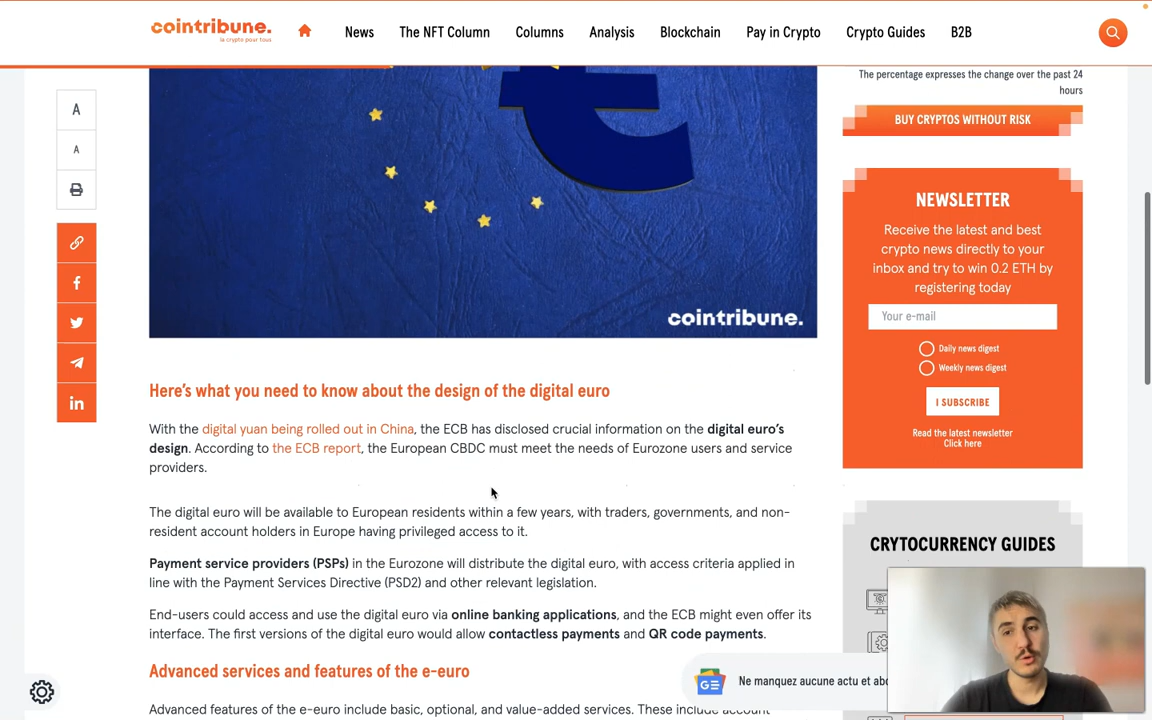 cointribune.
la crypto pour tous
News
The NFT Column
Columns
Analysis
Blockchain
Pay in Crypto
Crypto Guides
B2B
A
A
in
cointribune.
Here's what you need to know about the design of the digital euro
With the digital yuan being rolled out in China, the ECB has disclosed crucial information on the digital euro's
design. According to the ECB report, the European CBDC must meet the needs of Eurozone users and service
providers.
The digital euro will be available to European residents within a few years, with traders, governments, and non-
resident account holders in Europe having privileged access to it.
Payment service providers (PSPs) in the Eurozone will distribute the digital euro, with access criteria applied in
line with the Payment Services Directive (PSD2) and other relevant legislation.
End-users could access and use the digital euro via online banking applications, and the ECB might even offer its
interface. The first versions of the digital euro would allow contactless payments and QR code payments.
Advanced services and features of the e-euro
Advanced features of the e-euro include basic, optional, and value-added services. These include account
The percentage expresses the change over the past 24
hours
BUY CRYPTOS WITHOUT RISK
NEWSLETTER
Receive the latest and best
crypto news directly to your
inbox and try to win 0.2 ETH by
registering today
Your e-mail
Daily news digest
Weekly news digest
I SUBSCRIBE
Read the latest newsletter
Click here
CRYTOCURRENCY GUIDES
GE
Ne manquez aucune actu et abo